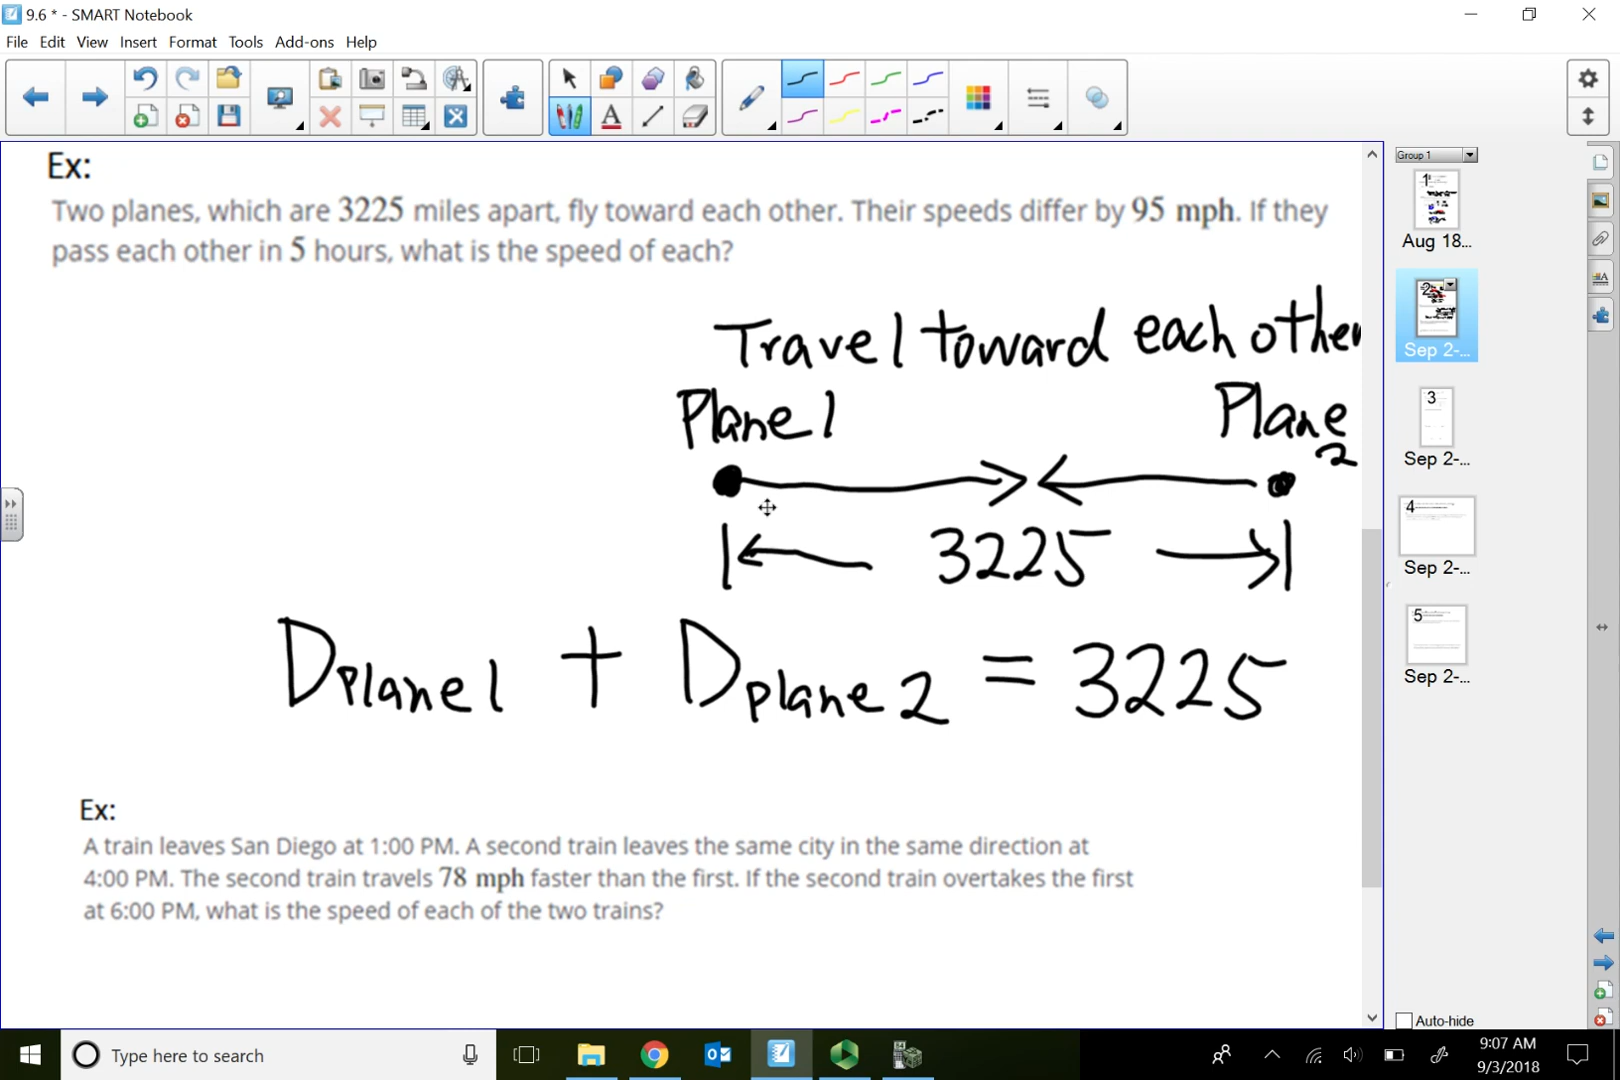 9.6 * - SMART Notebook
File Edit View Insert Format Tools Add-ons Help
Ex:
Two planes, which are 3225 miles apart, fly toward each other. Their speeds differ by 95 mph. If they
pass each other in 5 hours, what is the speed of each?
Travel toward each other
Plane 1
Plane
2
3225
Dplane1 + Dplane2 = 3225
Ex:
A train leaves San Diego at 1:00 PM. A second train leaves the same city in the same direction at
4:00 PM. The second train travels 78 mph faster than the first. If the second train overtakes the first
at 6:00 PM, what is the speed of each of the two trains?
Group 1
1
Aug 18...
2
Sep 2-...
3
Sep 2-...
4
Sep 2-...
5
Sep 2-...
Auto-hide
Type here to search
9:07 AM
9/3/2018